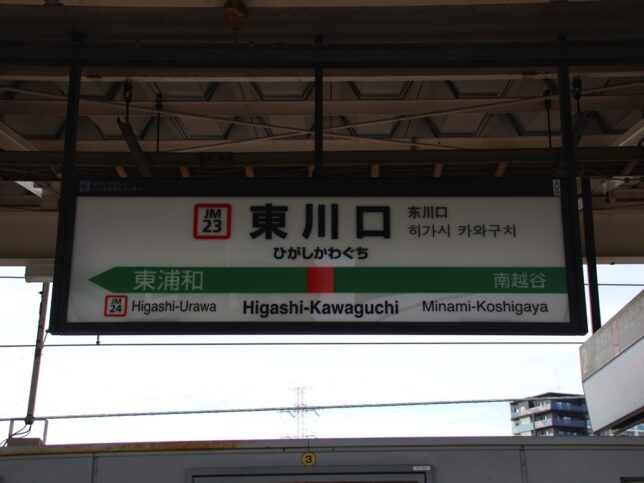 JM
23
東川口
东川口
히가시 카와구치
ひがしかわぐち
東浦和
南越谷
JM
24
Higashi-Urawa
Higashi-Kawaguchi
Minami-Koshigaya
2
3